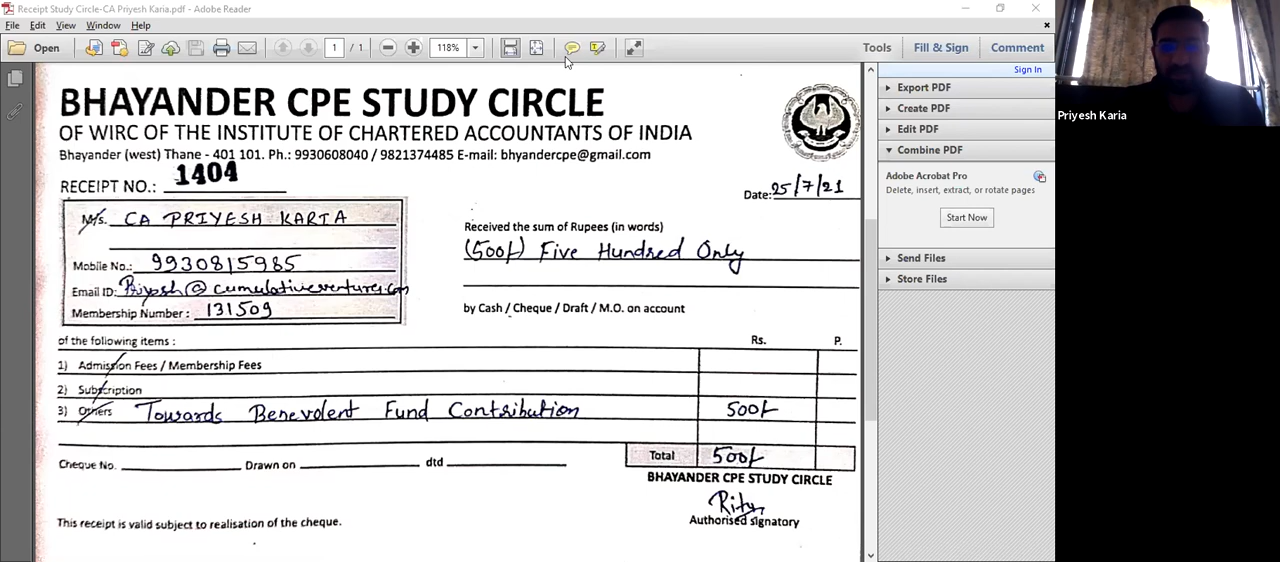 Receipt Study Circle-CA Priyesh Karia.pdf - Adobe Reader
File Edit View Window Help
Open 1 / 1 118% Tools Fill & Sign Comment
Sign In
Export PDF
Create PDF
Edit PDF
Combine PDF
Adobe Acrobat Pro
Delete, insert, extract, or rotate pages
Start Now
Send Files
Store Files
Priyesh Karia
BHAYANDER CPE STUDY CIRCLE
OF WIRC OF THE INSTITUTE OF CHARTERED ACCOUNTANTS OF INDIA
Bhayander (west) Thane - 401 101. Ph.: 9930608040 / 9821374485 E-mail: bhyandercpe@gmail.com
RECEIPT NO.: 1404
Date: 25/7/21
M/s. CA PRIYESH KARIA
Mobile No.: 9930815985
Email ID: Priyesh@cumulativeventures.com
Membership Number : 131509
Received the sum of Rupees (in words)
(500/-) Five Hundred Only
by Cash / Cheque / Draft / M.O. on account
of the following items : Rs. P.
1) Admission Fees / Membership Fees
2) Subscription
3) Others Towards Benevolent Fund Contribution 500/-
Total 500/-
Cheque No. Drawn on dtd
BHAYANDER CPE STUDY CIRCLE
Authorised signatory
This receipt is valid subject to realisation of the cheque.